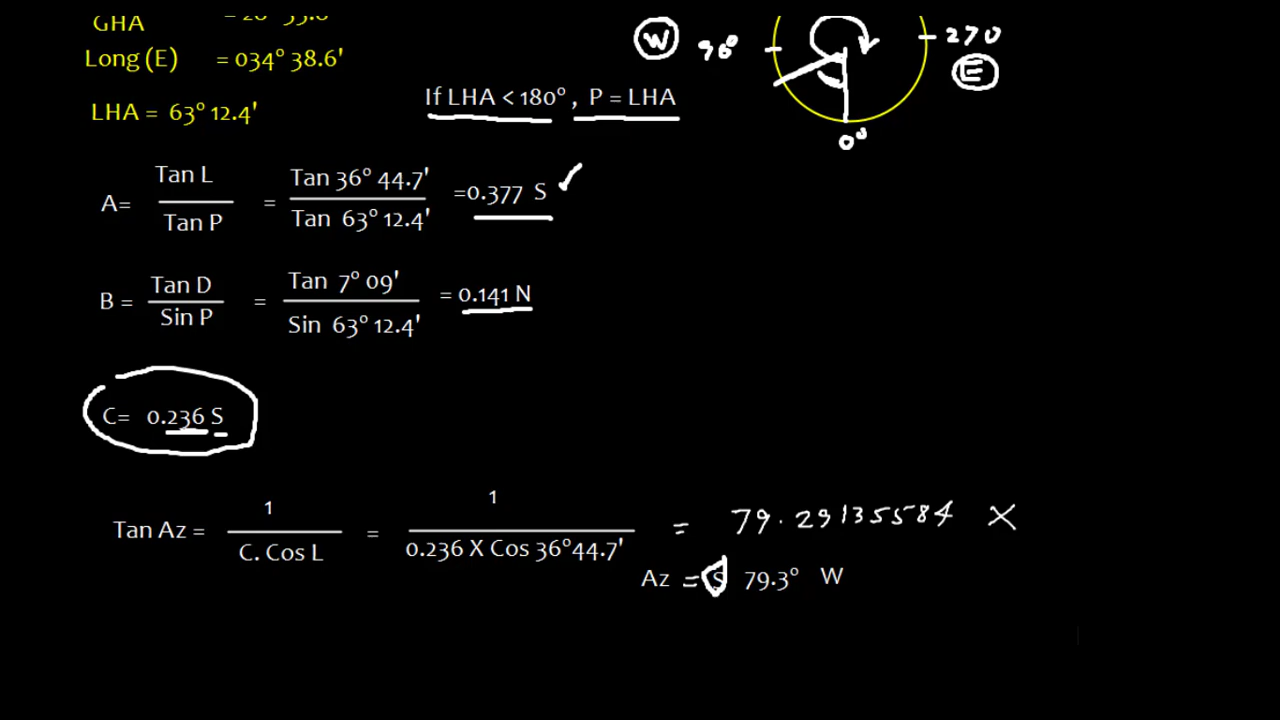 GHA
Long (E) = 034° 38.6'
LHA = 63° 12.4'
If LHA < 180° , P = LHA
W 90°
270
E
0°
A= Tan L / Tan P = Tan 36° 44.7' / Tan 63° 12.4' =0.377 S ✓
B = Tan D / Sin P = Tan 7° 09' / Sin 63° 12.4' = 0.141 N
C= 0.236 S
Tan Az = 1 / C. Cos L = 1 / 0.236 X Cos 36°44.7' = 79.29135584 X
Az = S 79.3° W